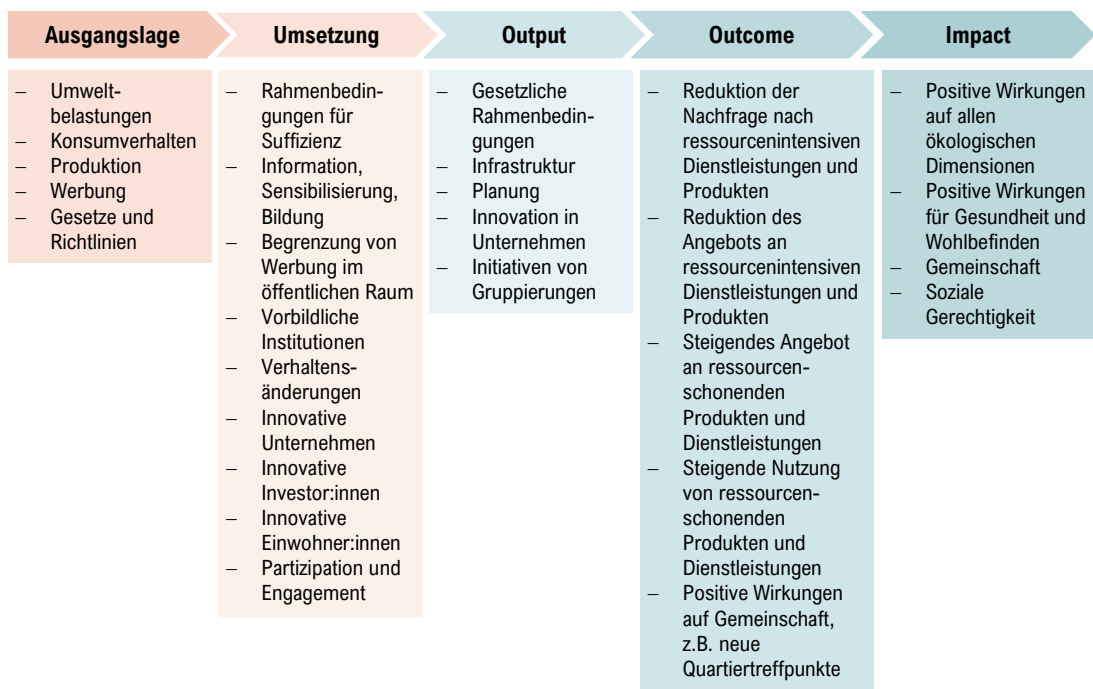 Ausgangslage
Umsetzung
Output
Outcome
Impact
– Umwelt-
belastungen
– Konsumverhalten
– Produktion
– Werbung
– Gesetze und
Richtlinien
– Rahmenbedin-
gungen für
Suffizienz
– Information,
Sensibilisierung,
Bildung
– Begrenzung von
Werbung im
öffentlichen Raum
– Vorbildliche
Institutionen
– Verhaltens-
änderungen
– Innovative
Unternehmen
– Innovative
Investor:innen
– Innovative
Einwohner:innen
– Partizipation und
Engagement
– Gesetzliche
Rahmenbedin-
gungen
– Infrastruktur
– Planung
– Innovation in
Unternehmen
– Initiativen von
Gruppierungen
– Reduktion der
Nachfrage nach
ressourcenintensiven
Dienstleistungen und
Produkten
– Reduktion des
Angebots an
ressourcenintensiven
Dienstleistungen und
Produkten
– Steigendes Angebot
an ressourcen-
schonenden
Produkten und
Dienstleistungen
– Steigende Nutzung
von ressourcen-
schonenden
Produkten und
Dienstleistungen
– Positive Wirkungen
auf Gemeinschaft,
z.B. neue
Quartiertreffpunkte
– Positive Wirkungen
auf allen
ökologischen
Dimensionen
– Positive Wirkungen
für Gesundheit und
Wohlbefinden
– Gemeinschaft
– Soziale
Gerechtigkeit